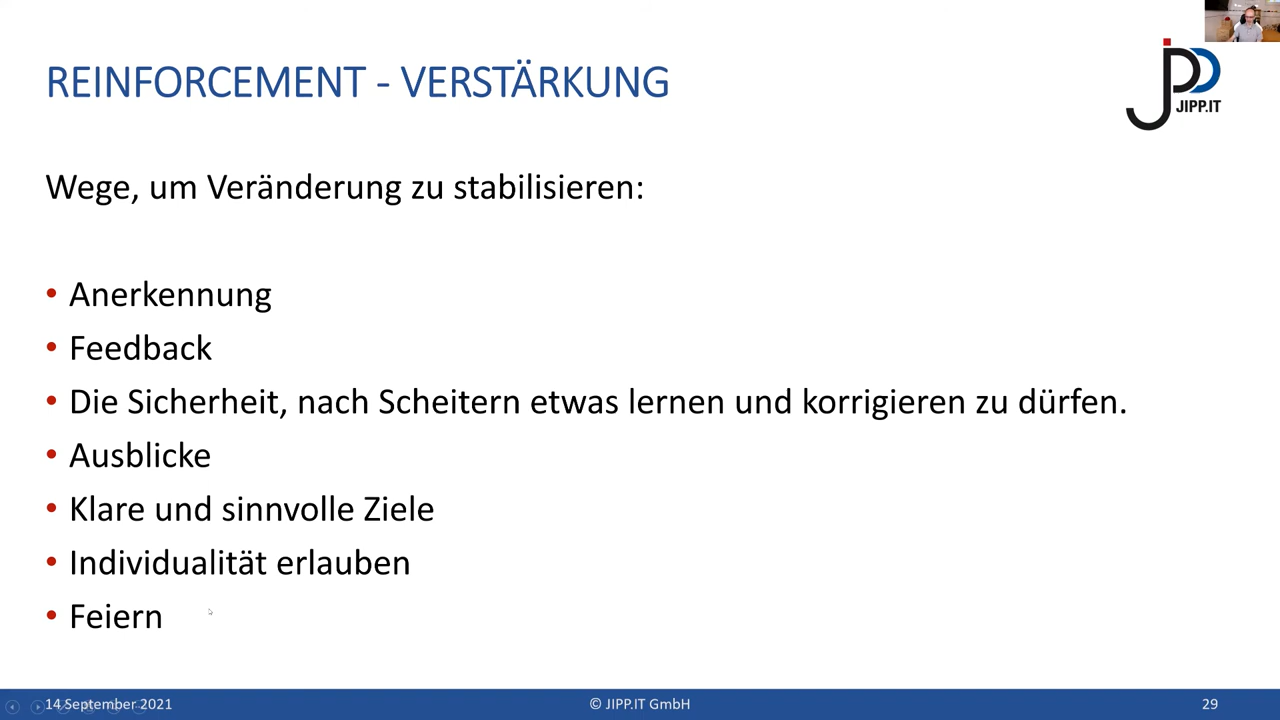 REINFORCEMENT - VERSTÄRKUNG
JIPP.IT
Wege, um Veränderung zu stabilisieren:
• Anerkennung
• Feedback
• Die Sicherheit, nach Scheitern etwas lernen und korrigieren zu dürfen.
• Ausblicke
• Klare und sinnvolle Ziele
• Individualität erlauben
• Feiern
14 September 2021
© JIPP.IT GmbH
29